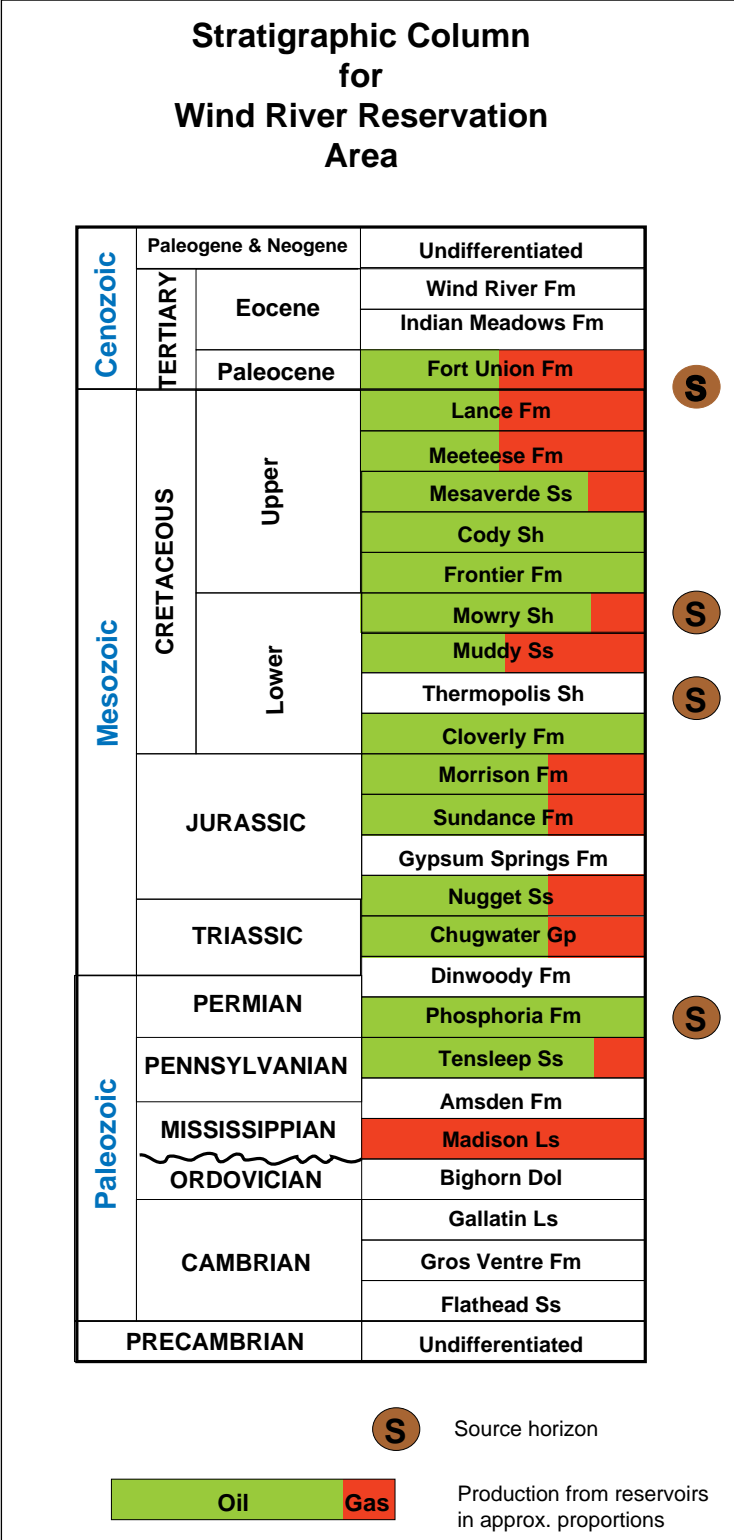 Stratigraphic Column
for
Wind River Reservation
Area
Cenozoic
Paleogene & Neogene
Undifferentiated
TERTIARY
Eocene
Wind River Fm
Indian Meadows Fm
Paleocene
Fort Union Fm
S
Mesozoic
CRETACEOUS
Upper
Lance Fm
Meeteese Fm
Mesaverde Ss
Cody Sh
Frontier Fm
Lower
Mowry Sh
S
Muddy Ss
Thermopolis Sh
S
Cloverly Fm
JURASSIC
Morrison Fm
Sundance Fm
Gypsum Springs Fm
Nugget Ss
TRIASSIC
Chugwater Gp
Dinwoody Fm
Paleozoic
PERMIAN
Phosphoria Fm
S
PENNSYLVANIAN
Tensleep Ss
Amsden Fm
MISSISSIPPIAN
Madison Ls
ORDOVICIAN
Bighorn Dol
CAMBRIAN
Gallatin Ls
Gros Ventre Fm
Flathead Ss
PRECAMBRIAN
Undifferentiated
S
Source horizon
Oil
Gas
Production from reservoirs
in approx. proportions